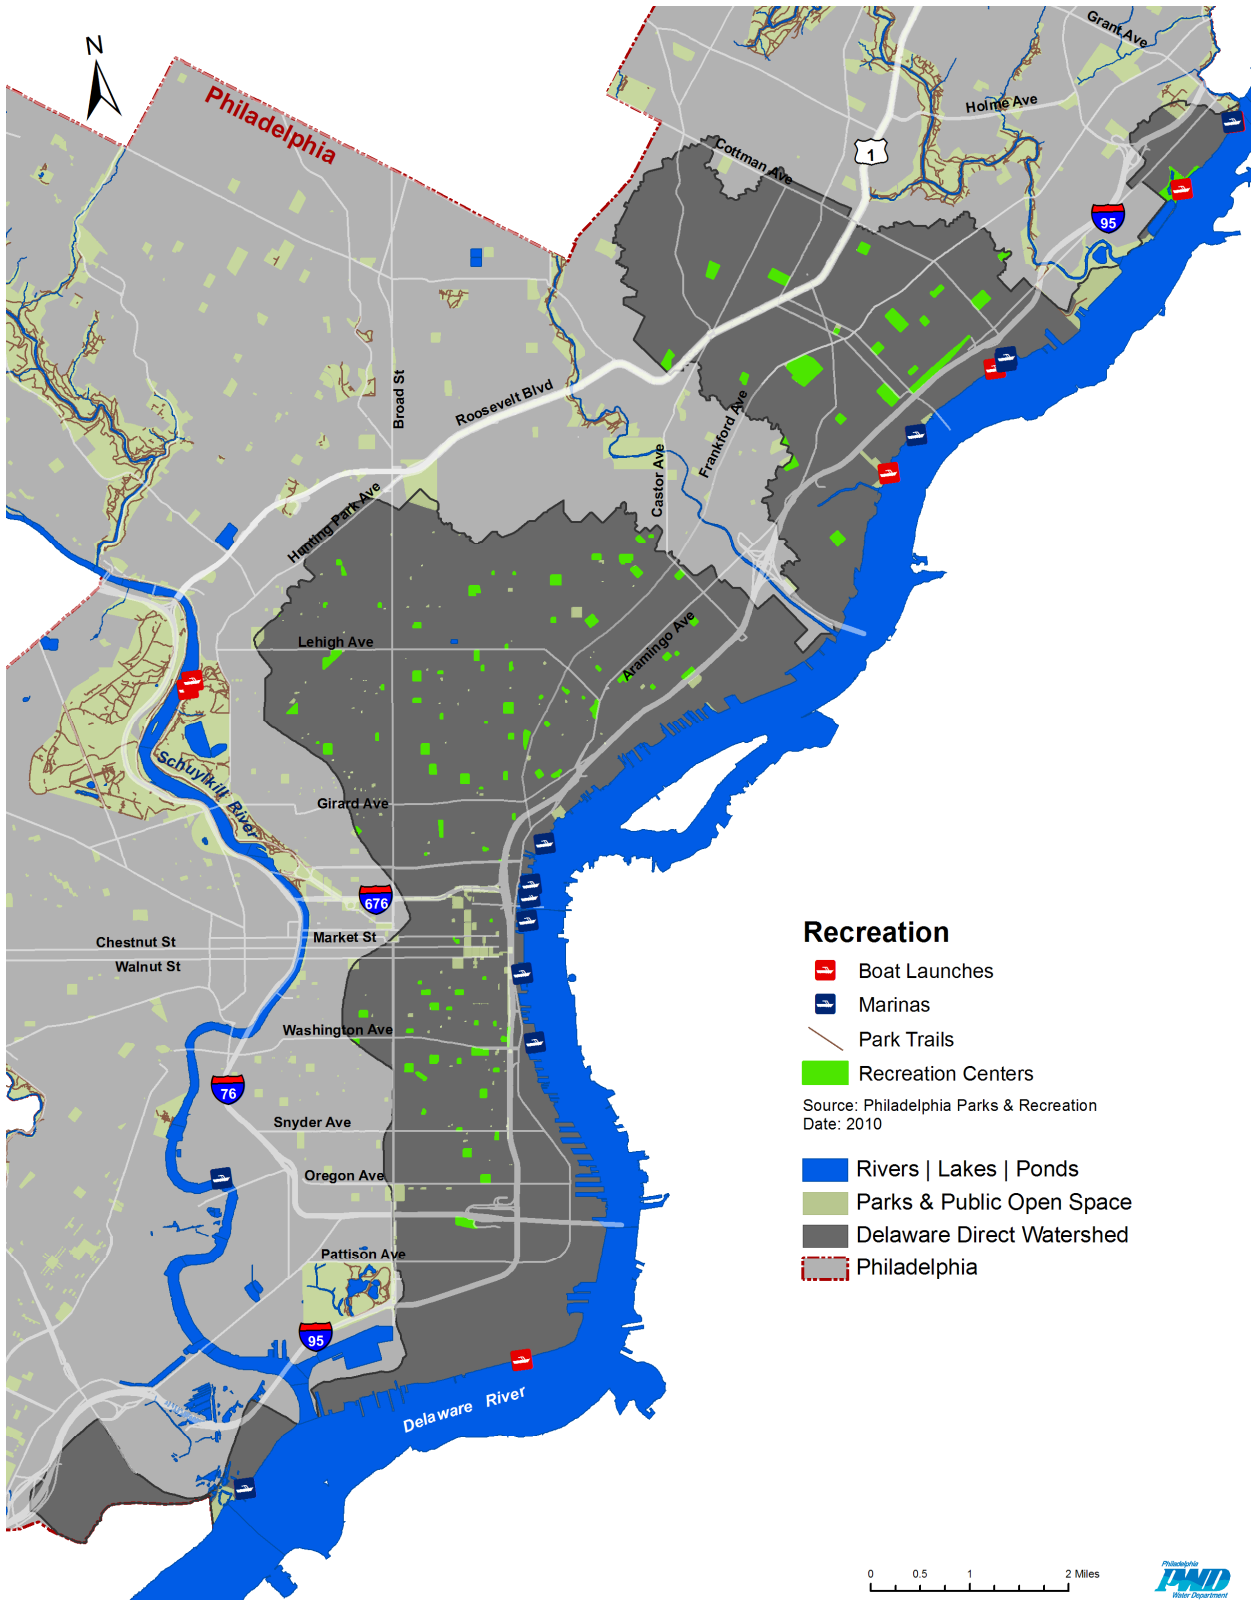 Grant Ave
N
Philadelphia
Holme Ave
Cottman Ave
1
95
Broad St
Roosevelt Blvd
Frankford Ave
Castor Ave
Hunting Park Ave
Lehigh Ave
Aramingo Ave
Schuylkill River
Girard Ave
676
Market St
Chestnut St
Walnut St
Washington Ave
76
Snyder Ave
Oregon Ave
Pattison Ave
95
Delaware River
Recreation
Boat Launches
Marinas
Park Trails
Recreation Centers
Source: Philadelphia Parks & Recreation
Date: 2010
Rivers | Lakes | Ponds
Parks & Public Open Space
Delaware Direct Watershed
Philadelphia
0 0.5 1 2 Miles
Philadelphia
PWD
Water Department